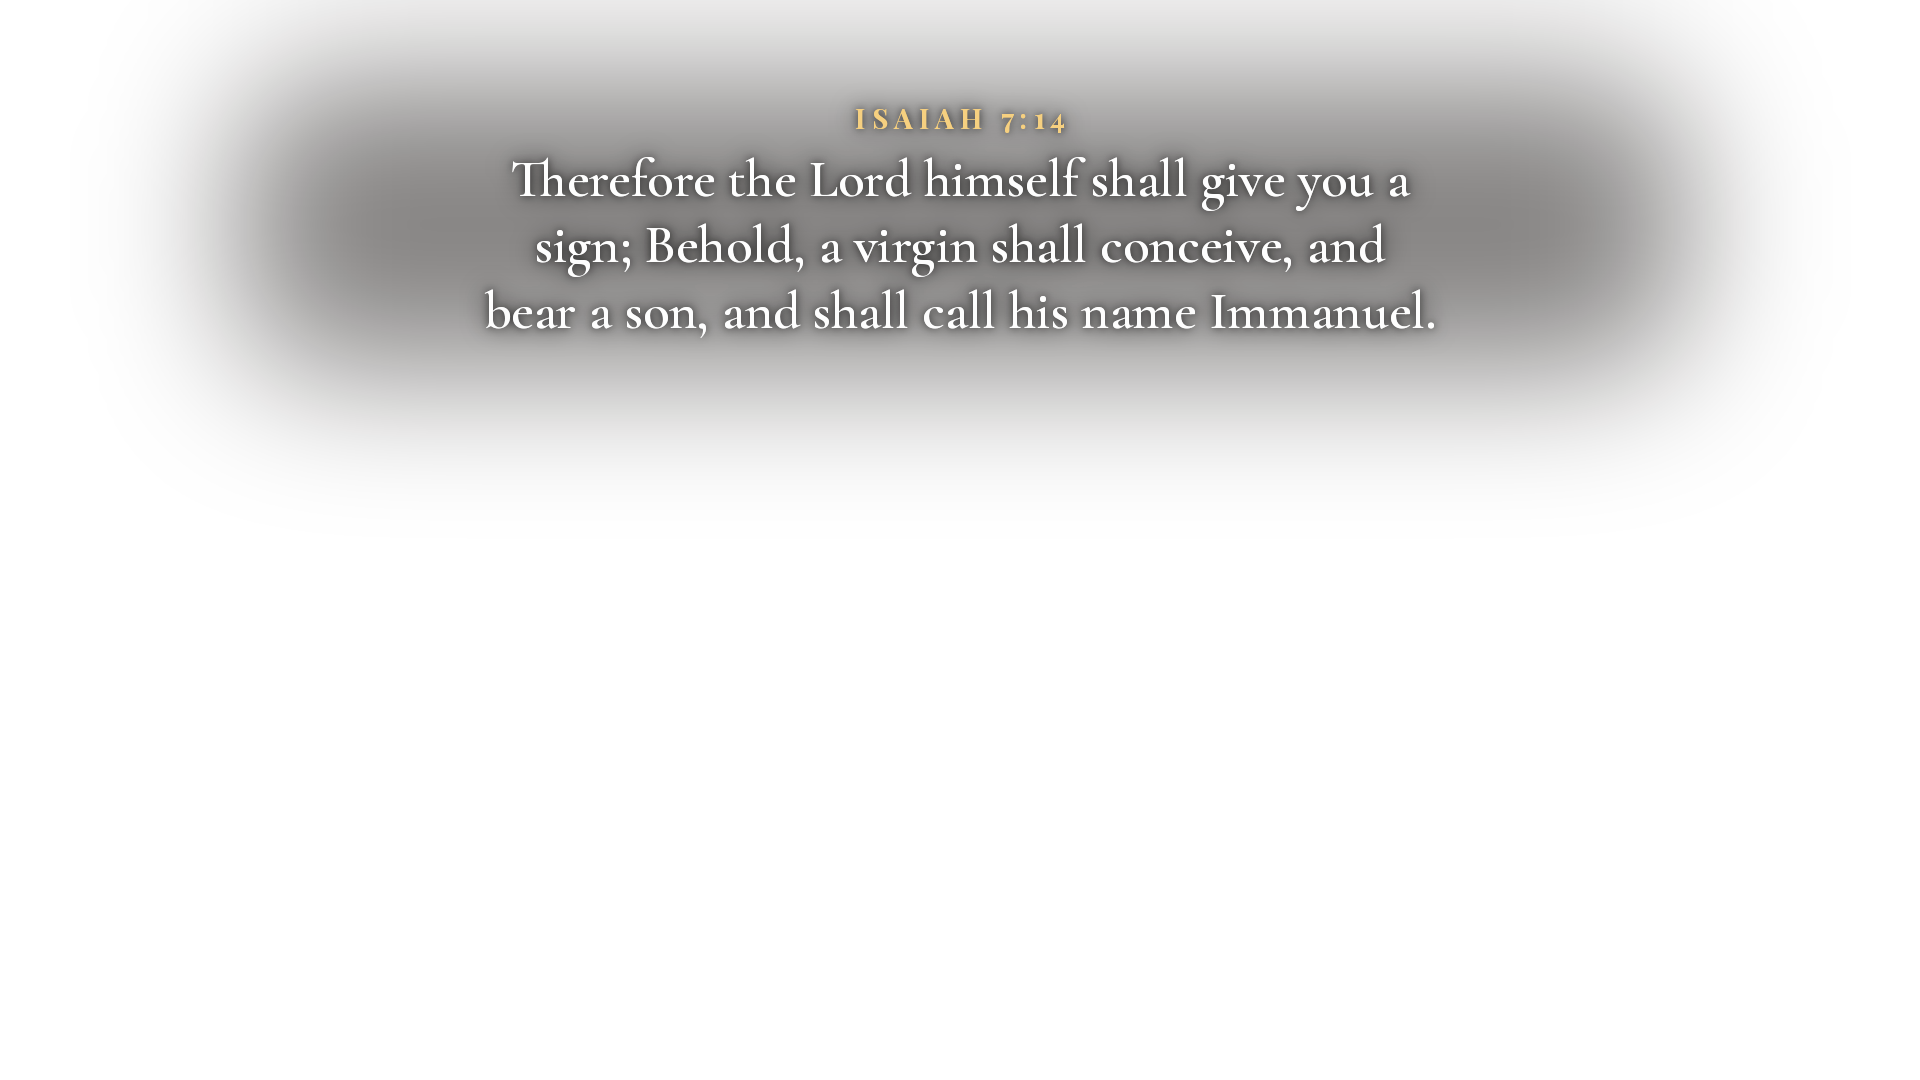 ISAIAH 7:14
Therefore the Lord himself shall give you a
sign; Behold, a virgin shall conceive, and
bear a son, and shall call his name Immanuel.